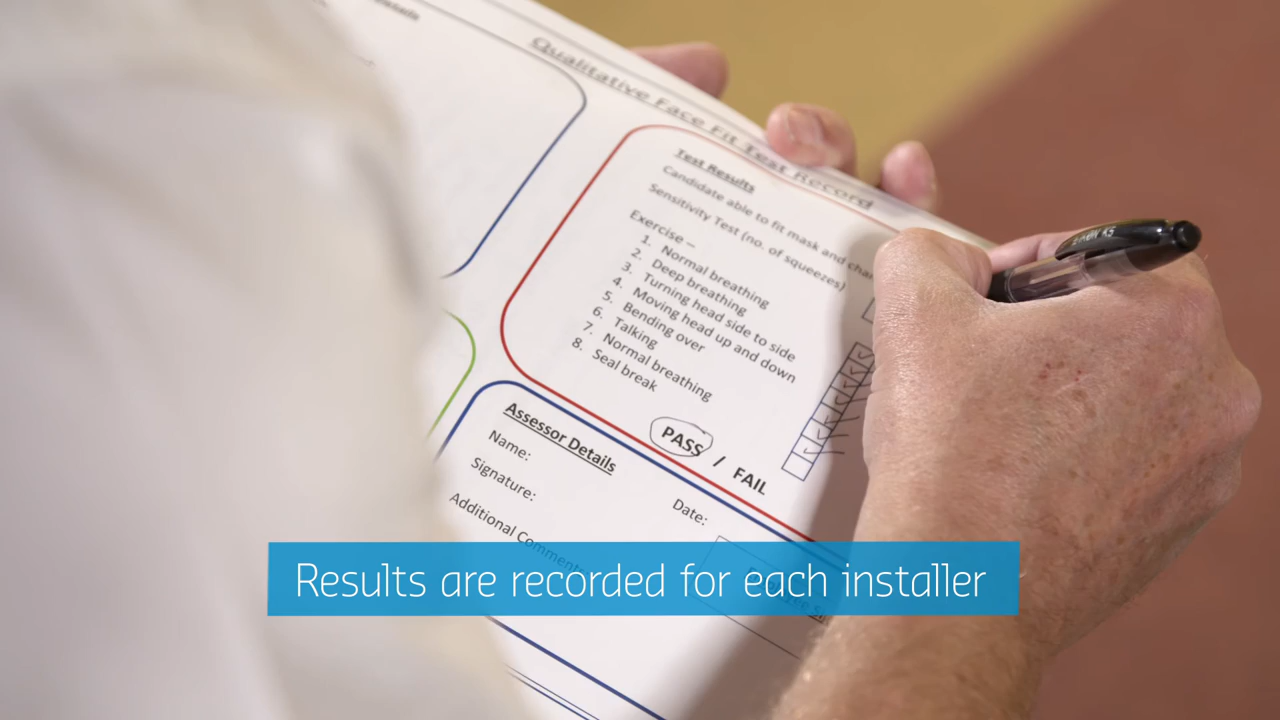 Details
Qualitative Face Fit Test Record
Test Results
Candidate able to fit mask and
Sensitivity Test (no. of squeezes)
Exercise –
1. Normal breathing
2. Deep breathing
3. Turning head side to side
4. Moving head up and down
5. Bending over
6. Talking
7. Normal breathing
8. Seal break
PASS / FAIL
Assessor Details
Name:
Signature:
Date:
Additional
Results are recorded for each installer